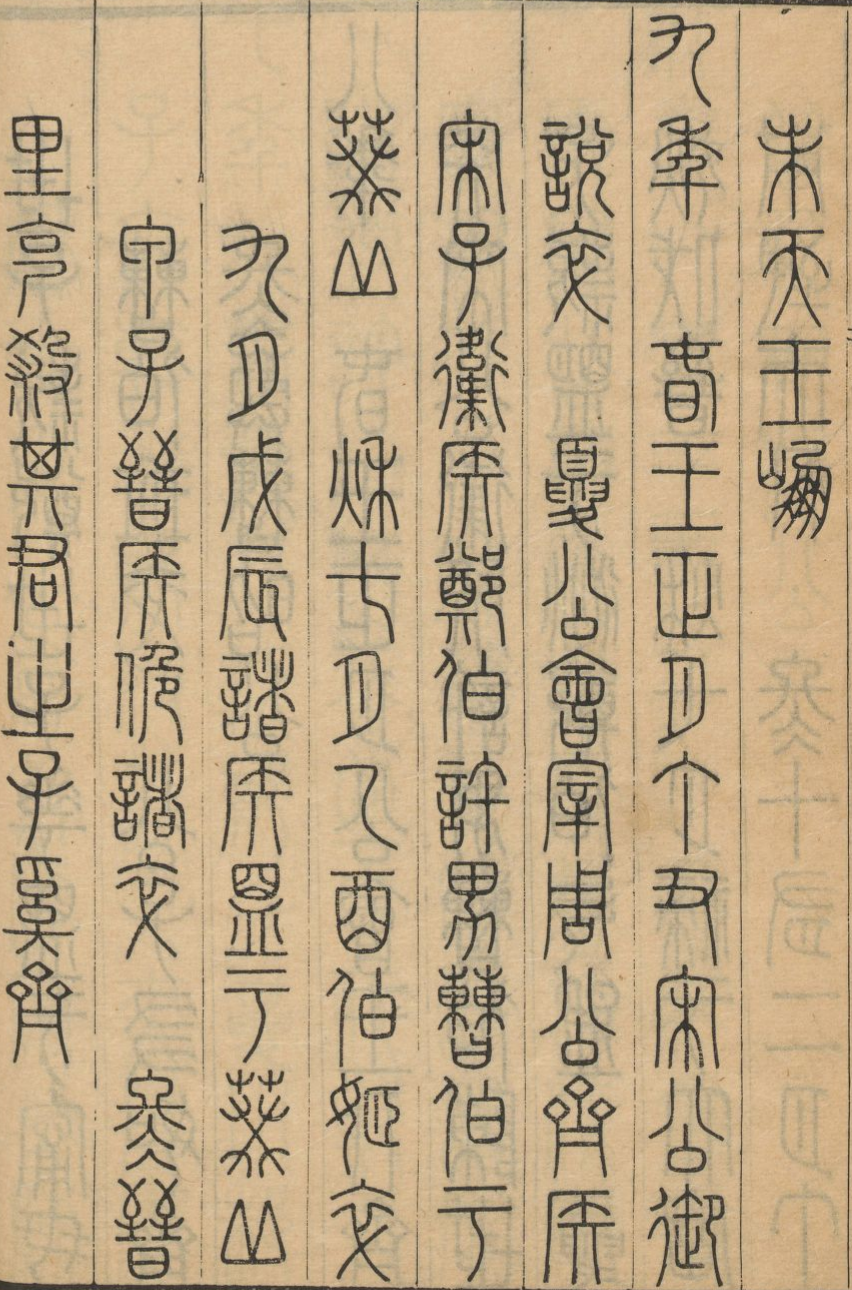 未天王崩
九年 春王正月丁丑宋公御
說卒 夏公會宰周公齊侯
宋子衛侯鄭伯許男曹伯于
葵丘 秋七月乙酉伯姬卒
九月戊辰諸侯盟于葵丘
甲子晉侯佹諸卒 冬晉
里克殺其君之子奚齊